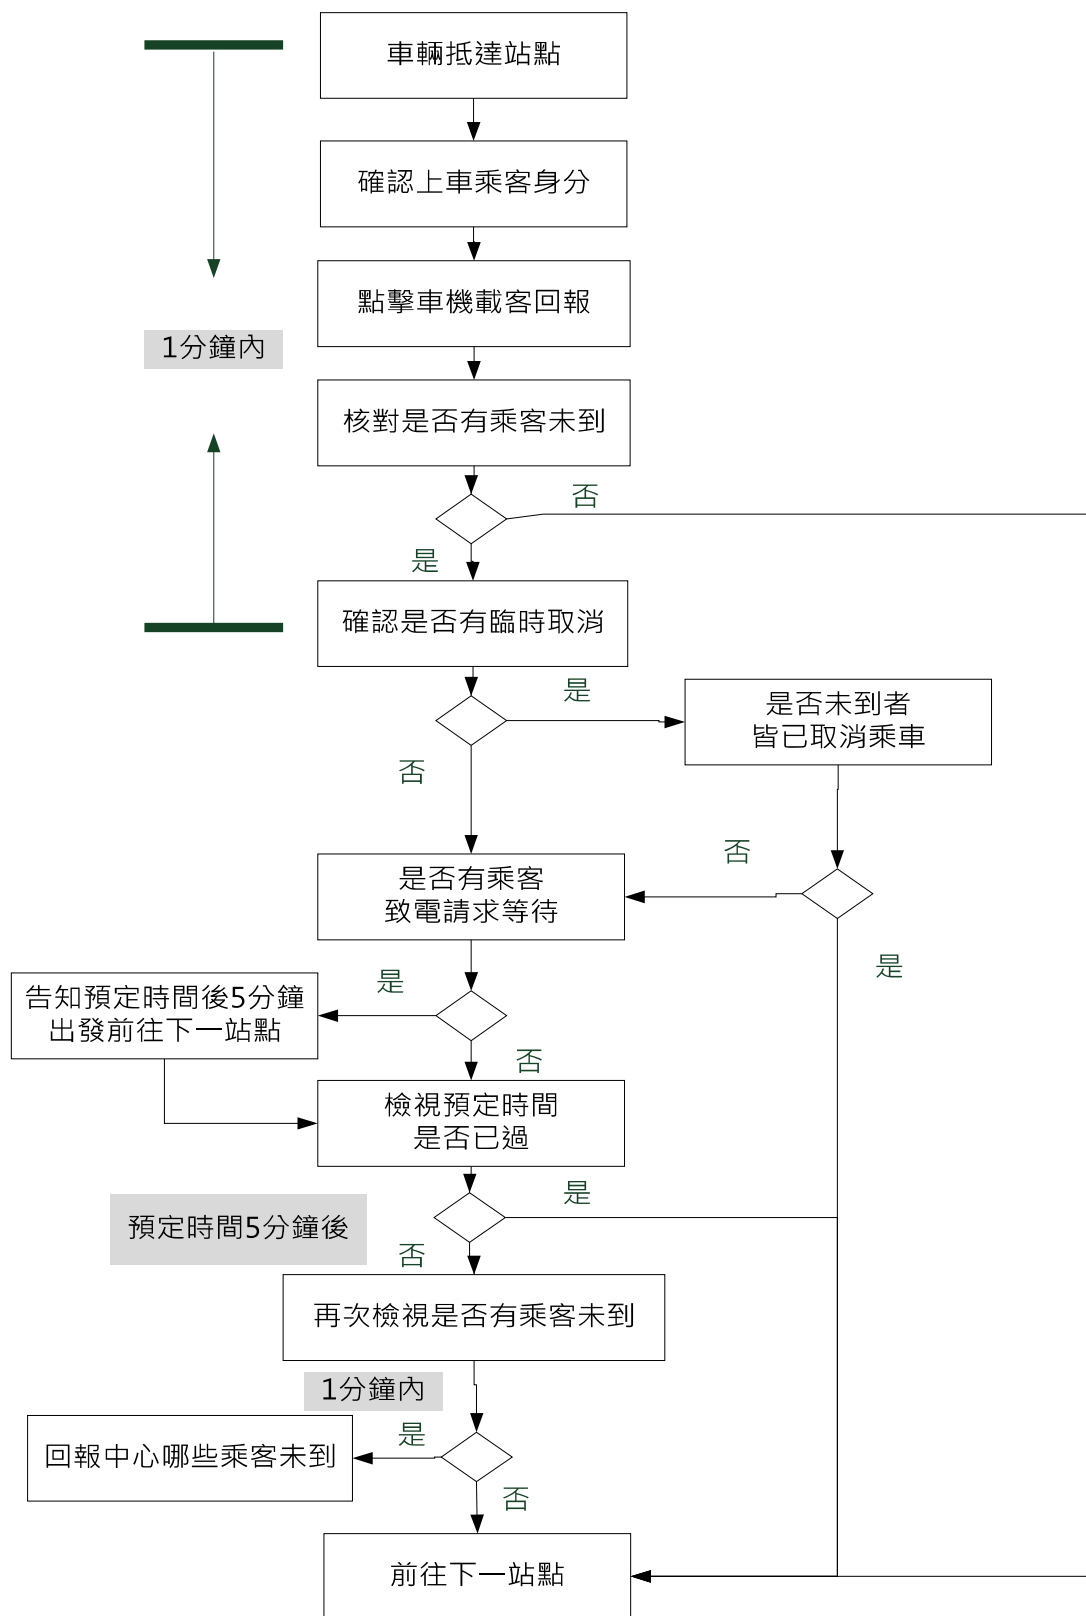 車輛抵達站點
確認上車乘客身分
點擊車機載客回報
1分鐘內
核對是否有乘客未到
否
是
確認是否有臨時取消
是
是否未到者
皆已取消乘車
否
否
是否有乘客
致電請求等待
是
是
告知預定時間後5分鐘
出發前往下一站點
否
檢視預定時間
是否已過
是
預定時間5分鐘後
否
再次檢視是否有乘客未到
1分鐘內
是
回報中心哪些乘客未到
否
前往下一站點